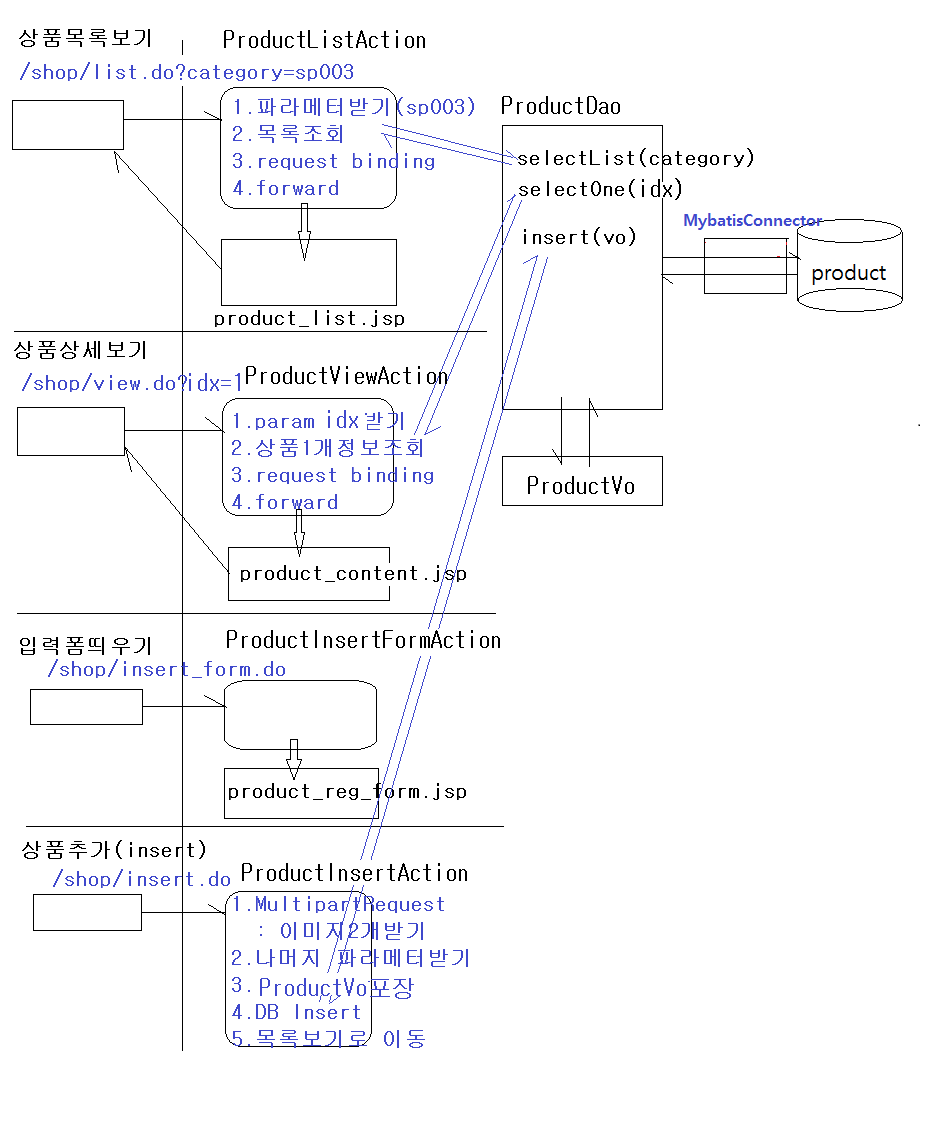 상품목록보기
ProductListAction
/shop/list.do?category=sp003
1.파라메터받기(sp003)
2.목록조회
3.request binding
4.forward
product_list.jsp
ProductDao
selectList(category)
selectOne(idx)
insert(vo)
MybatisConnector
product
ProductVo
상품상세보기
/shop/view.do?idx=1
ProductViewAction
1.param idx받기
2.상품1개정보조회
3.request binding
4.forward
product_content.jsp
입력폼띄우기
ProductInsertFormAction
/shop/insert_form.do
product_reg_form.jsp
상품추가(insert)
/shop/insert.do
ProductInsertAction
1.MultipartRequest
: 이미지2개받기
2.나머지 파라메터받기
3.ProductVo포장
4.DB Insert
5.목록보기로 이동